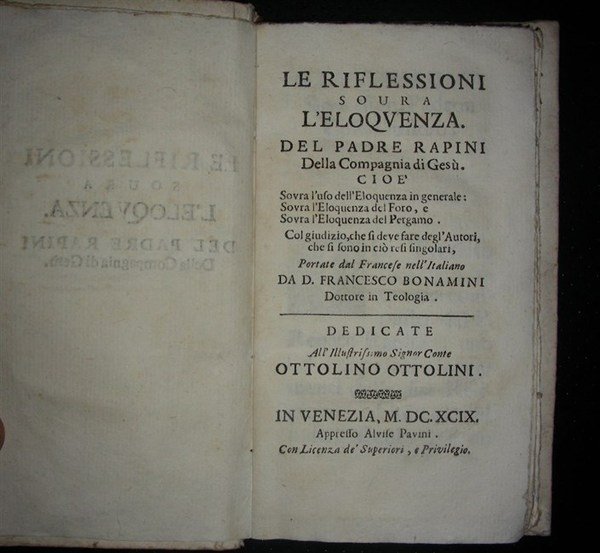 LE RIFLESSIONI
SOURA
L'ELOQVENZA.
DEL PADRE RAPINI
Della Compagnia di Gesù.
CIOE'
Sovra l'uso dell'Eloquenza in generale:
Sovra l'Eloquenza del Foro, e
Sovra l'Eloquenza del Pergamo.
Col giudizio, che si deve fare degl'Autori,
che si sono in ciò resi singolari,
Portate dal Francese nell'Italiano
DA D. FRANCESCO BONAMINI
Dottore in Teologia.
DEDICATE
All'Illustrissimo Signor Conte
OTTOLINO OTTOLINI.
IN VENEZIA, M. DC. XCIX.
Appresso Alvise Pavini.
Con Licenza de' Superiori, e Privilegio.